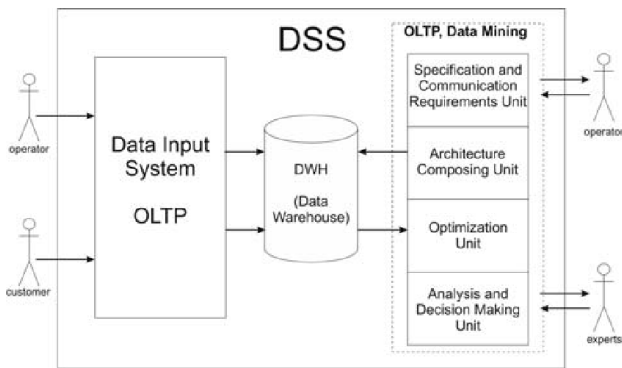 DSS
operator
customer
Data Input
System
OLTP
DWH
(Data
Warehouse)
OLTP, Data Mining
Specification and
Communication
Requirements Unit
Architecture
Composing Unit
Optimization
Unit
Analysis and
Decision Making
Unit
operator
experts